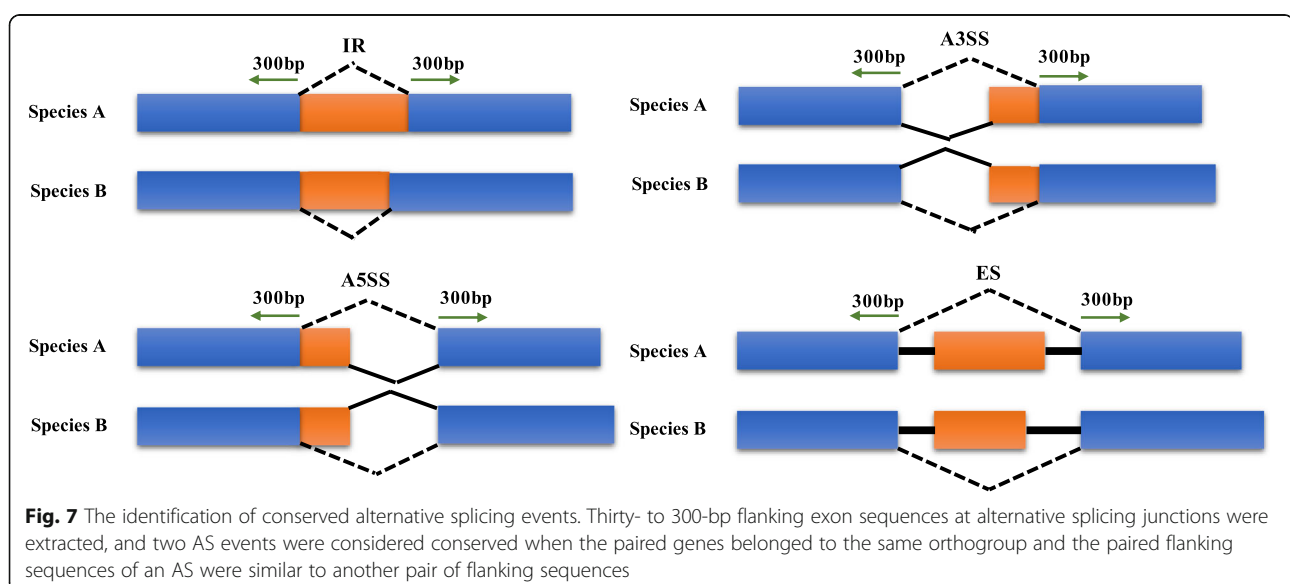 IR
300bp 300bp
Species A
Species B
A3SS
300bp 300bp
Species A
Species B
A5SS
300bp 300bp
Species A
Species B
ES
300bp 300bp
Species A
Species B
Fig. 7 The identification of conserved alternative splicing events. Thirty- to 300-bp flanking exon sequences at alternative splicing junctions were
extracted, and two AS events were considered conserved when the paired genes belonged to the same orthogroup and the paired flanking
sequences of an AS were similar to another pair of flanking sequences